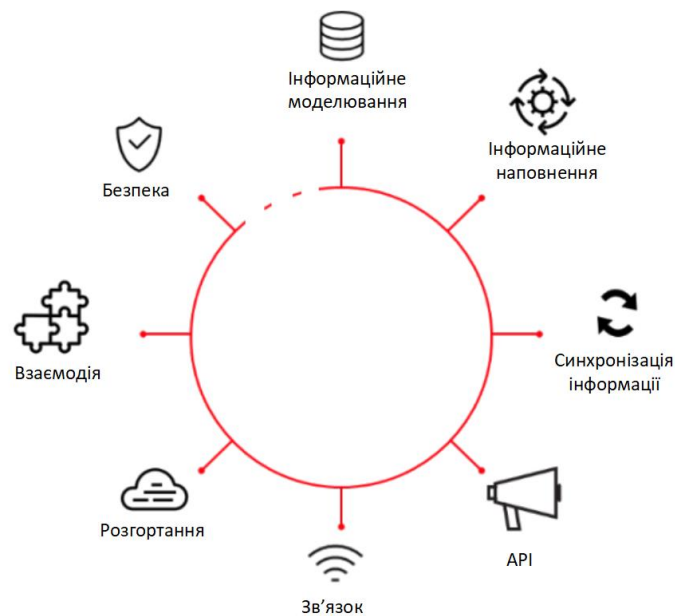 Інформаційне
моделювання
Інформаційне
наповнення
Синхронізація
інформації
API
Зв’язок
Розгортання
Взаємодія
Безпека